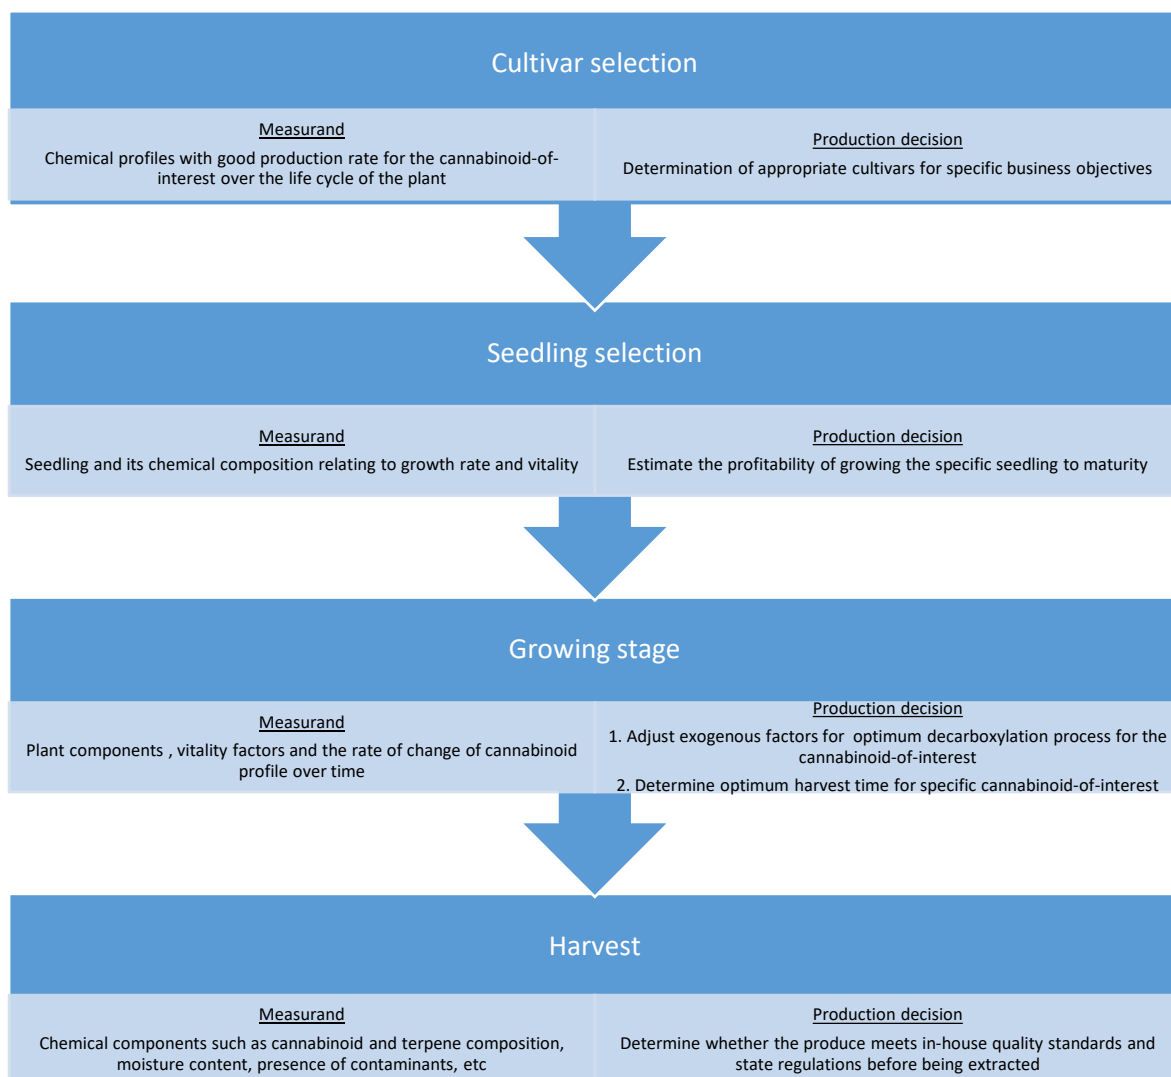 Cultivar selection
Measurand
Chemical profiles with good production rate for the cannabinoid-of-
interest over the life cycle of the plant
Production decision
Determination of appropriate cultivars for specific business objectives
Seedling selection
Measurand
Seedling and its chemical composition relating to growth rate and vitality
Production decision
Estimate the profitability of growing the specific seedling to maturity
Growing stage
Measurand
Plant components , vitality factors and the rate of change of cannabinoid
profile over time
Production decision
1. Adjust exogenous factors for optimum decarboxylation process for the
cannabinoid-of-interest
2. Determine optimum harvest time for specific cannabinoid-of-interest
Harvest
Measurand
Chemical components such as cannabinoid and terpene composition,
moisture content, presence of contaminants, etc
Production decision
Determine whether the produce meets in-house quality standards and
state regulations before being extracted